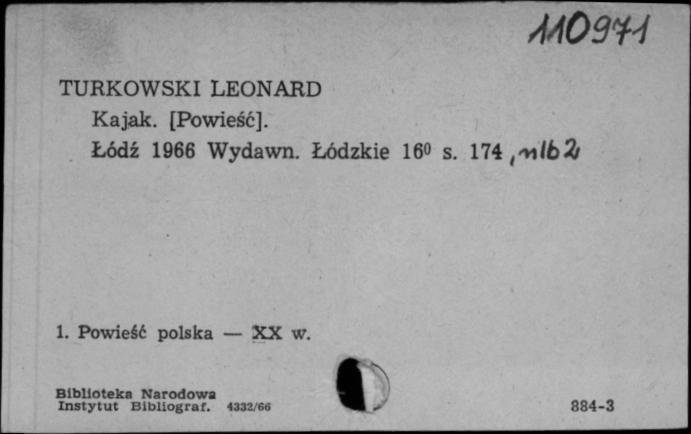 110971
TURKOWSKI LEONARD
Kajak. [Powieść].
Łódź 1966 Wydawn. Łódzkie 16⁰ s. 174, nlb 2
1. Powieść polska — XX w.
Biblioteka Narodowa
Instytut Bibliograf. 4332/66
884-3